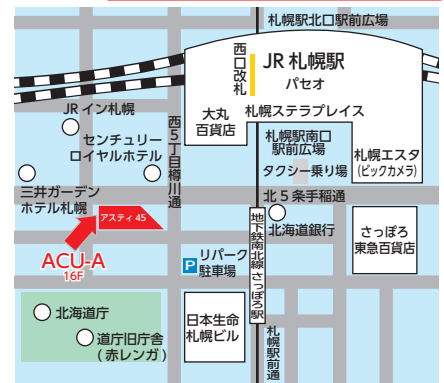 札幌駅北口駅前広場
西口改札
JR 札幌駅
パセオ
JR イン札幌
大丸
百貨店
札幌ステラプレイス
センチュリー
ロイヤルホテル
西5丁目樽川通
札幌駅南口
駅前広場
タクシー乗り場
札幌エスタ
(ビックカメラ)
三井ガーデン
ホテル札幌
北5条手稲通
アスティ45
北海道銀行
さっぽろ
東急百貨店
地下鉄南北線 さっぽろ駅
ACU-A
16F
P
リパーク
駐車場
北海道庁
道庁旧庁舎
(赤レンガ)
日本生命
札幌ビル
札幌駅前通